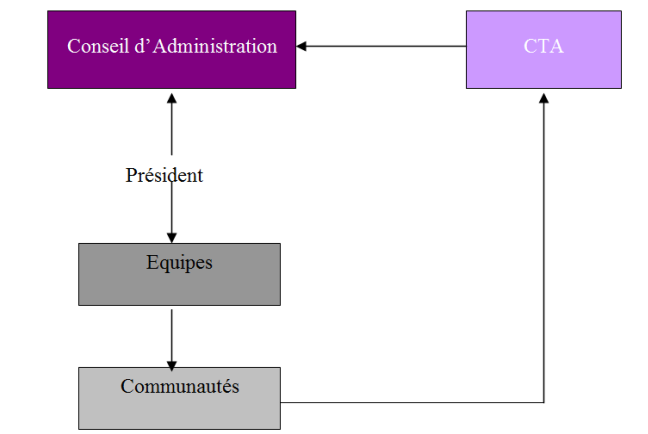 Conseil d’Administration
CTA
Président
Equipes
Communautés